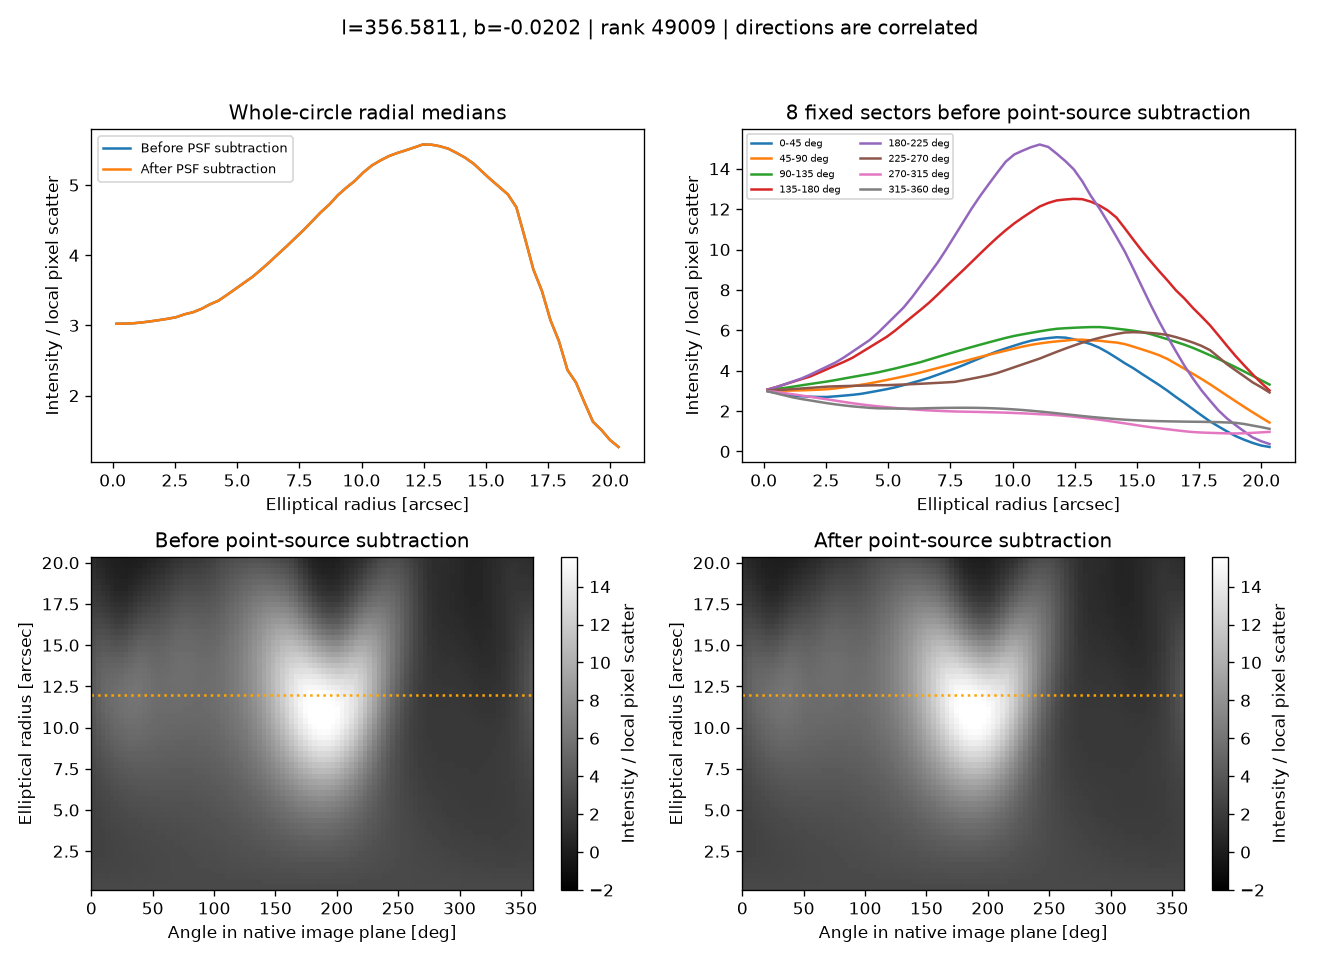 l=356.5811, b=-0.0202 | rank 49009 | directions are correlated
Whole-circle radial medians
Before PSF subtraction
After PSF subtraction
Intensity / local pixel scatter
5
4
3
2
0.0 2.5 5.0 7.5 10.0 12.5 15.0 17.5 20.0
Elliptical radius [arcsec]
8 fixed sectors before point-source subtraction
0-45 deg
45-90 deg
90-135 deg
135-180 deg
180-225 deg
225-270 deg
270-315 deg
315-360 deg
Intensity / local pixel scatter
14
12
10
8
6
4
2
0
0.0 2.5 5.0 7.5 10.0 12.5 15.0 17.5 20.0
Elliptical radius [arcsec]
Before point-source subtraction
Elliptical radius [arcsec]
20.0
17.5
15.0
12.5
10.0
7.5
5.0
2.5
0 50 100 150 200 250 300 350
Angle in native image plane [deg]
14
12
10
8
6
4
2
0
−2
Intensity / local pixel scatter
After point-source subtraction
Elliptical radius [arcsec]
20.0
17.5
15.0
12.5
10.0
7.5
5.0
2.5
0 50 100 150 200 250 300 350
Angle in native image plane [deg]
14
12
10
8
6
4
2
0
−2
Intensity / local pixel scatter